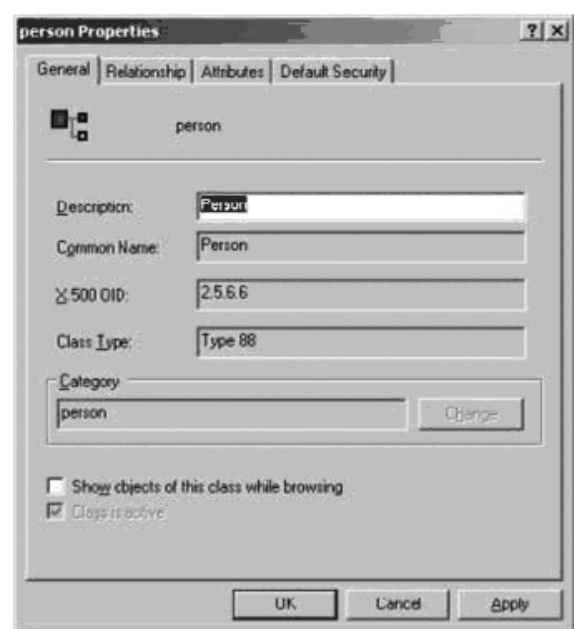 person Properties
General Relationship Attributes Default Security
person
Description: Person
Common Name: Person
X.500 OID: 2.5.6.6
Class Type: Type 88
Category
person Change
Show objects of this class while browsing
Class is active
OK Cancel Apply